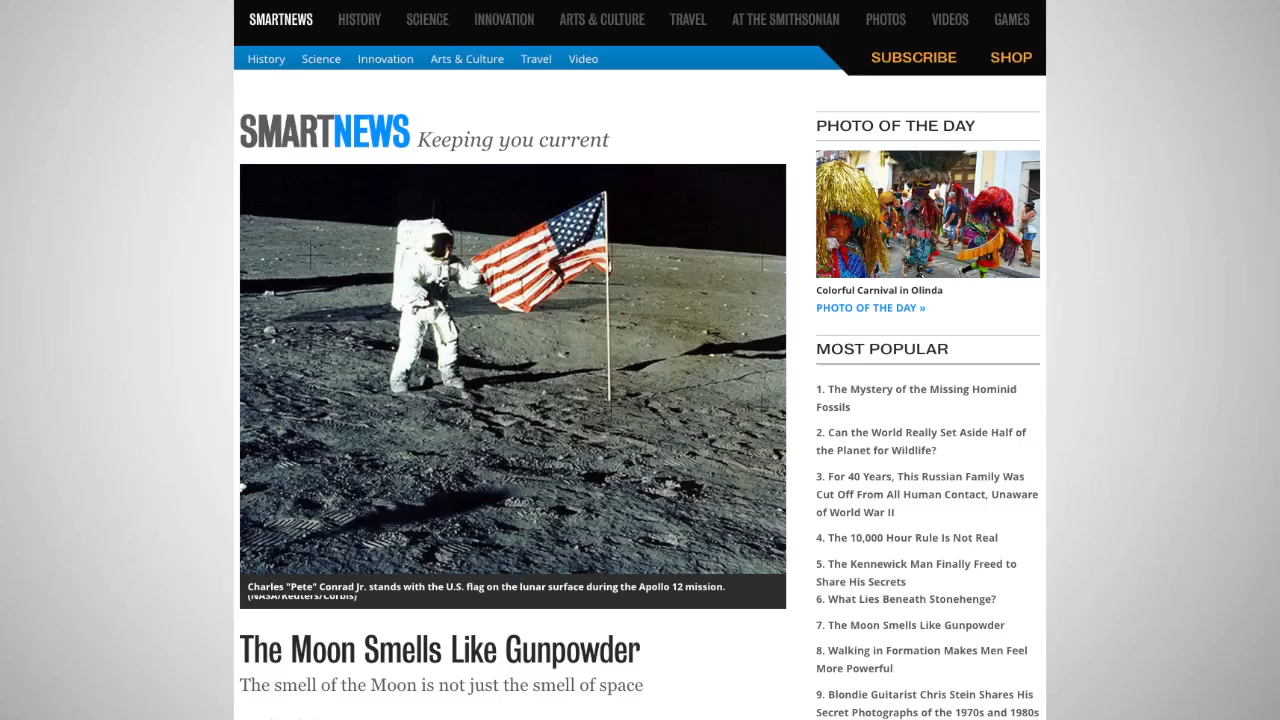 SMARTNEWS HISTORY SCIENCE INNOVATION ARTS & CULTURE TRAVEL AT THE SMITHSONIAN PHOTOS VIDEOS GAMES
History Science Innovation Arts & Culture Travel Video
SUBSCRIBE SHOP
SMARTNEWS Keeping you current
Charles "Pete" Conrad Jr. stands with the U.S. flag on the lunar surface during the Apollo 12 mission.
(NASA/Reuters/Corbis)
The Moon Smells Like Gunpowder
The smell of the Moon is not just the smell of space
PHOTO OF THE DAY
Colorful Carnival in Olinda
PHOTO OF THE DAY »
MOST POPULAR
1. The Mystery of the Missing Hominid
Fossils
2. Can the World Really Set Aside Half of
the Planet for Wildlife?
3. For 40 Years, This Russian Family Was
Cut Off From All Human Contact, Unaware
of World War II
4. The 10,000 Hour Rule Is Not Real
5. The Kennewick Man Finally Freed to
Share His Secrets
6. What Lies Beneath Stonehenge?
7. The Moon Smells Like Gunpowder
8. Walking in Formation Makes Men Feel
More Powerful
9. Blondie Guitarist Chris Stein Shares His
Secret Photographs of the 1970s and 1980s